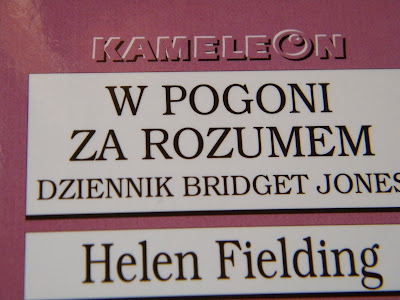 KAMELEON
W POGONI
ZA ROZUMEM
DZIENNIK BRIDGET JONES
Helen Fielding